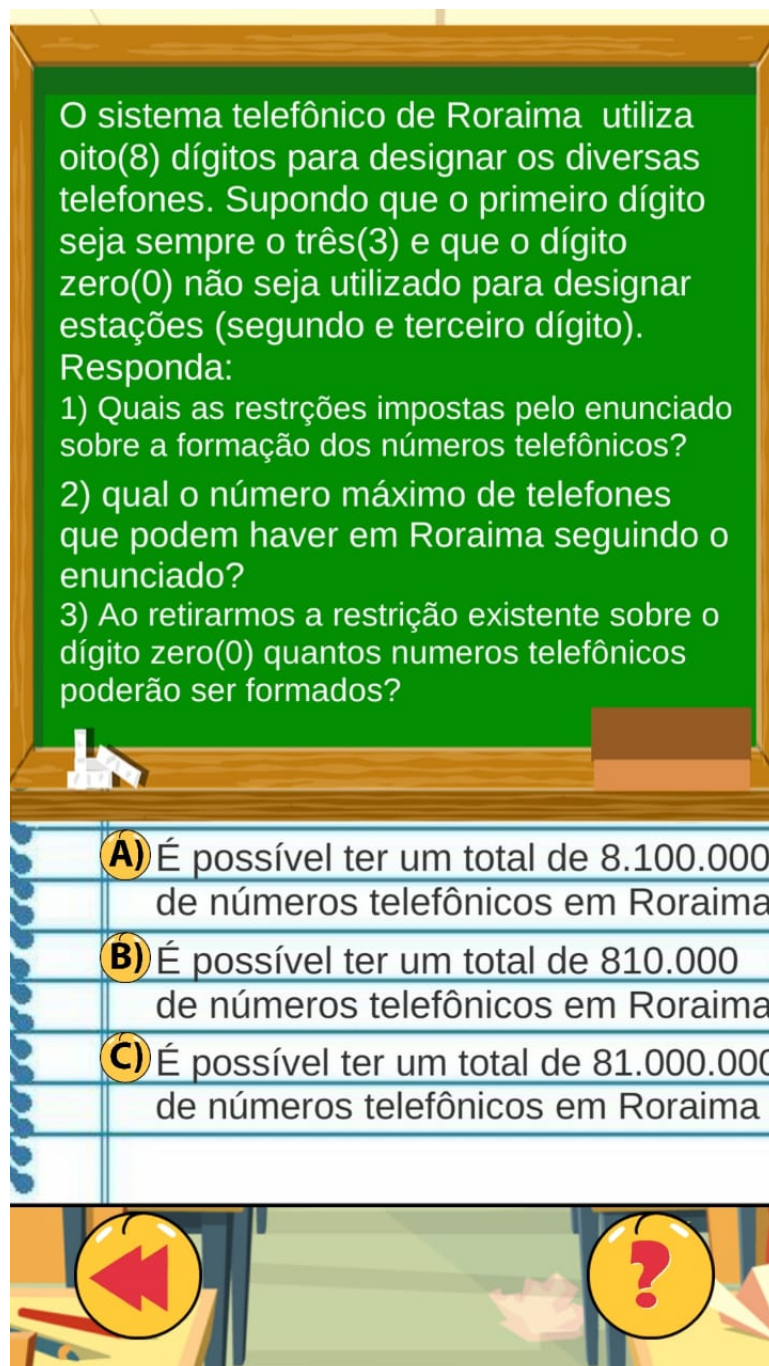 O sistema telefônico de Roraima utiliza
oito(8) dígitos para designar os diversas
telefones. Supondo que o primeiro dígito
seja sempre o três(3) e que o dígito
zero(0) não seja utilizado para designar
estações (segundo e terceiro dígito).
Responda:
1) Quais as restrções impostas pelo enunciado
sobre a formação dos números telefônicos?
2) qual o número máximo de telefones
que podem haver em Roraima seguindo o
enunciado?
3) Ao retirarmos a restrição existente sobre o
dígito zero(0) quantos numeros telefônicos
poderão ser formados?
A) É possível ter um total de 8.100.000
de números telefônicos em Roraima
B) É possível ter um total de 810.000
de números telefônicos em Roraima
C) É possível ter um total de 81.000.000
de números telefônicos em Roraima
?